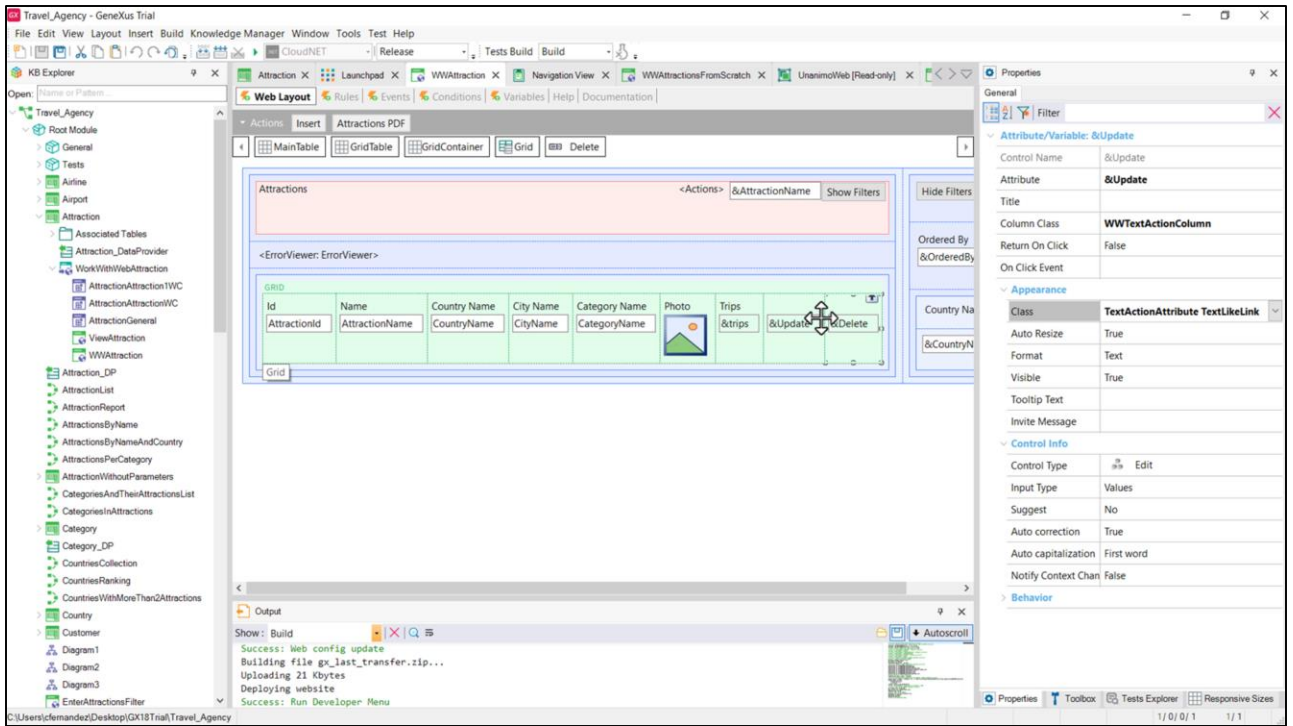 GX Travel_Agency - GeneXus Trial
File Edit View Layout Insert Build Knowledge Manager Window Tools Test Help
CloudNET Release Tests Build Build
KB Explorer
Open: Name or Pattern
Travel_Agency
Root Module
General
Tests
Airline
Airport
Attraction
Associated Tables
Attraction_DataProvider
WorkWithWebAttraction
AttractionAttraction1WC
AttractionAttractionWC
AttractionGeneral
ViewAttraction
WWAttraction
Attraction_DP
AttractionList
AttractionReport
AttractionsByName
AttractionsByNameAndCountry
AttractionsPerCategory
AttractionWithoutParameters
CategoriesAndTheirAttractionsList
CategoriesInAttractions
Category
Category_DP
CountriesCollection
CountriesRanking
CountriesWithMoreThan2Attractions
Country
Customer
Diagram1
Diagram2
Diagram3
EnterAttractionsFilter
Attraction X Launchpad X WWAttraction X Navigation View X WWAttractionsFromScratch X UnanimoWeb [Read-only] X
Web Layout Rules Events Conditions Variables Help Documentation
Actions Insert Attractions PDF
MainTable GridTable GridContainer Grid Delete
Attractions <Actions> &AttractionName Show Filters Hide Filters
<ErrorViewer: ErrorViewer>
Ordered By
&OrderedBy
GRID
Id Name Country Name City Name Category Name Photo Trips
AttractionId AttractionName CountryName CityName CategoryName &trips &Update &Delete
Grid
Country Na
&CountryN
Output
Show: Build Autoscroll
Success: Web config update
Building file gx_last_transfer.zip...
Uploading 21 Kbytes
Deploying website
Success: Run Developer Menu
Properties
General
Filter
Attribute/Variable: &Update
Control Name &Update
Attribute &Update
Title
Column Class WWTextActionColumn
Return On Click False
On Click Event
Appearance
Class TextActionAttribute TextLikeLink
Auto Resize True
Format Text
Visible True
Tooltip Text
Invite Message
Control Info
Control Type Edit
Input Type Values
Suggest No
Auto correction True
Auto capitalization First word
Notify Context Chan False
Behavior
Properties Toolbox Tests Explorer Responsive Sizes
C:\Users\cfernandez\Desktop\GX18Trial\Travel_Agency 1/0/0/1 1/1